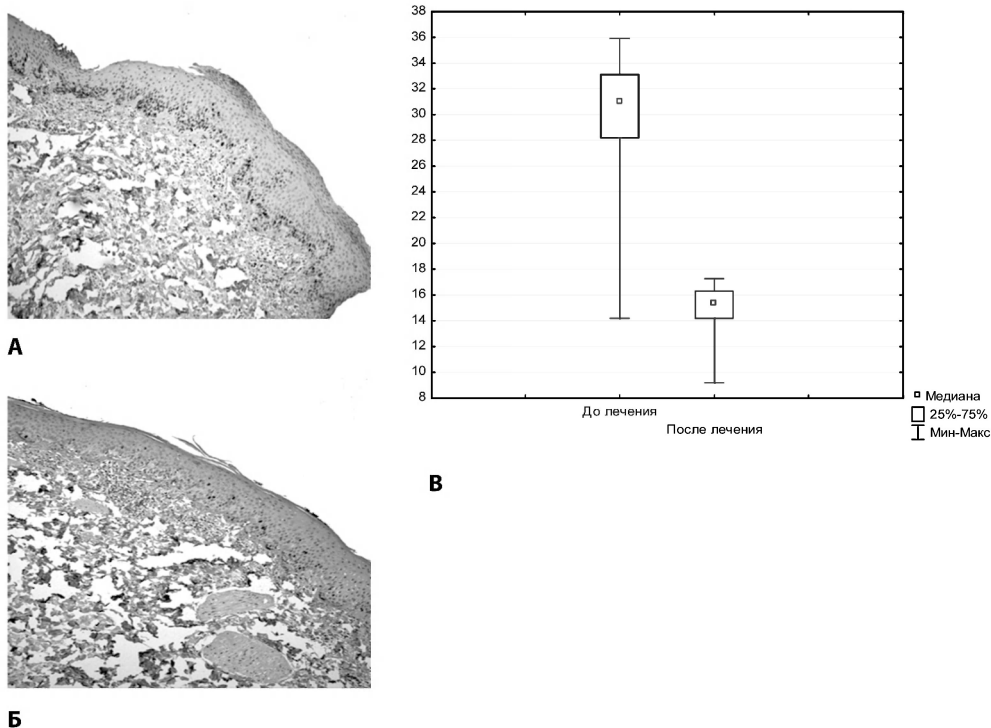 А
Б
38
36
34
32
30
28
26
24
22
20
18
16
14
12
10
8
До лечения
После лечения
Медиана
25%-75%
Мин-Макс
В